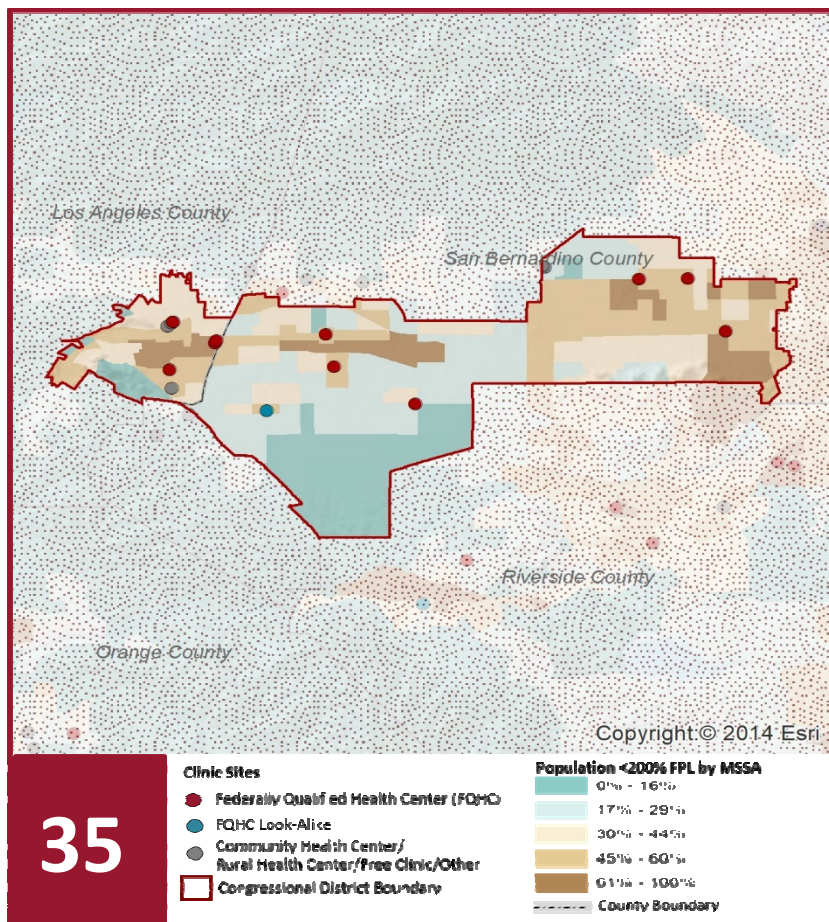 Los Angeles County
San Bernardino County
Riverside County
Orange County
Copyright:© 2014 Esri
35
Clinic Sites
Federally Qualified Health Center (FQHC)
FQHC Look-Alice
Community Health Center/
Rural Health Center/Free Clinic/Other
Congressional District Boundary
Population <200% FPL by MSSA
0% - 16%
17% - 29%
30% - 44%
45% - 60%
61% - 100%
County Boundary